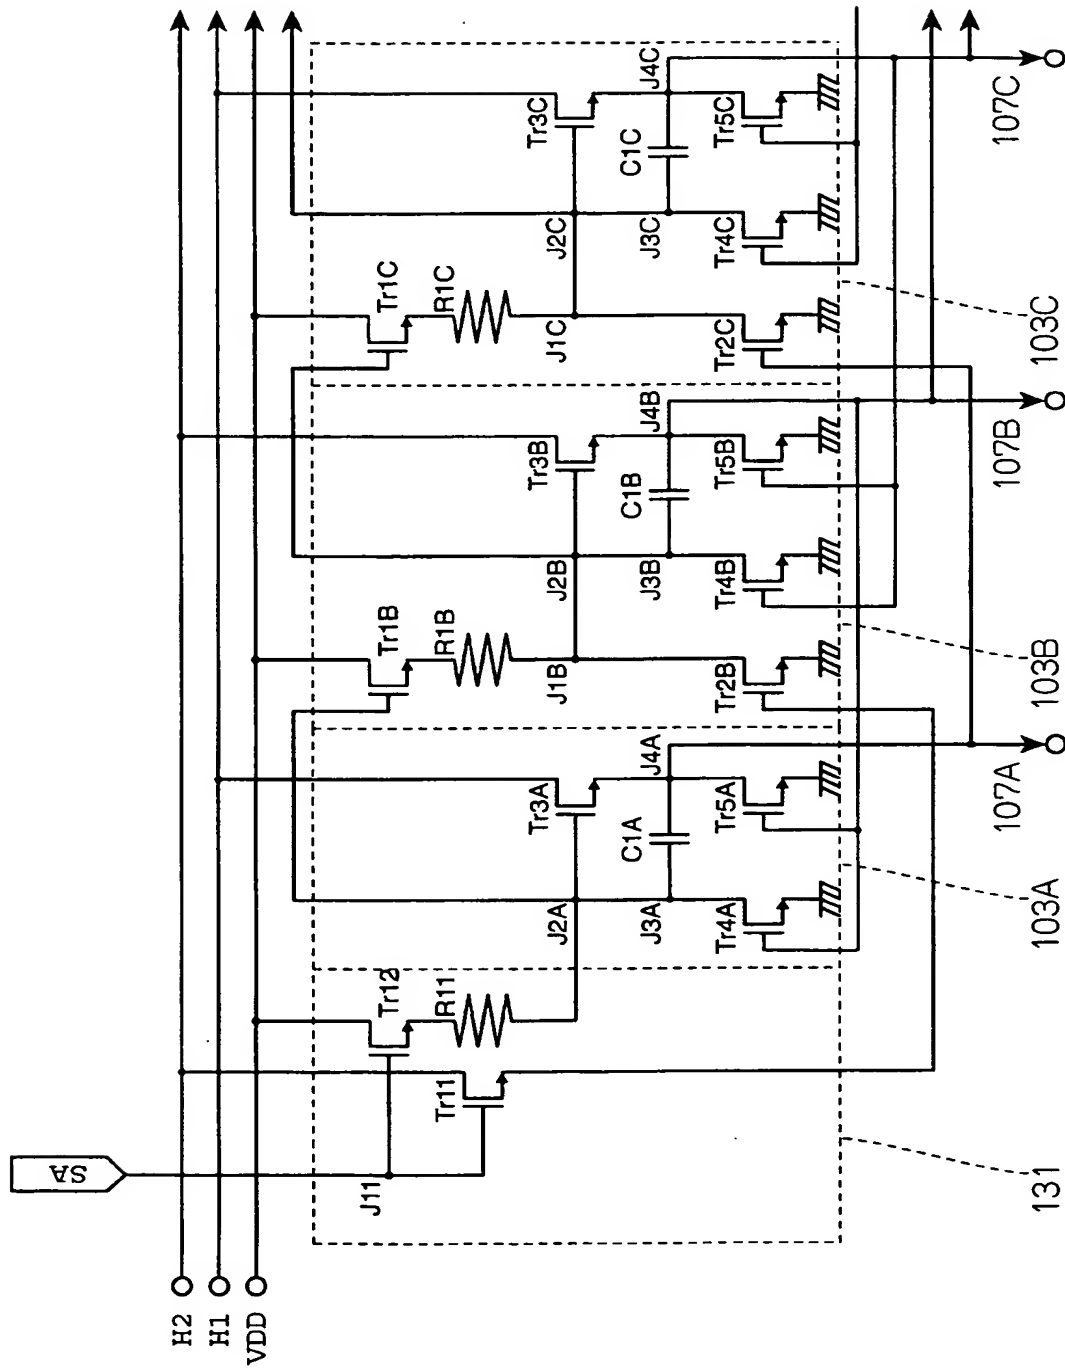 SA
H2
H1
VDD
J11
Tr11
Tr12
R11
131
J2A
J3A
Tr3A
C1A
J4A
Tr4A
Tr5A
103A
107A
Tr1B
R1B
J1B
Tr2B
J2B
J3B
Tr3B
C1B
J4B
Tr4B
Tr5B
103B
107B
Tr1C
R1C
J1C
Tr2C
J2C
J3C
Tr3C
C1C
J4C
Tr4C
Tr5C
103C
107C